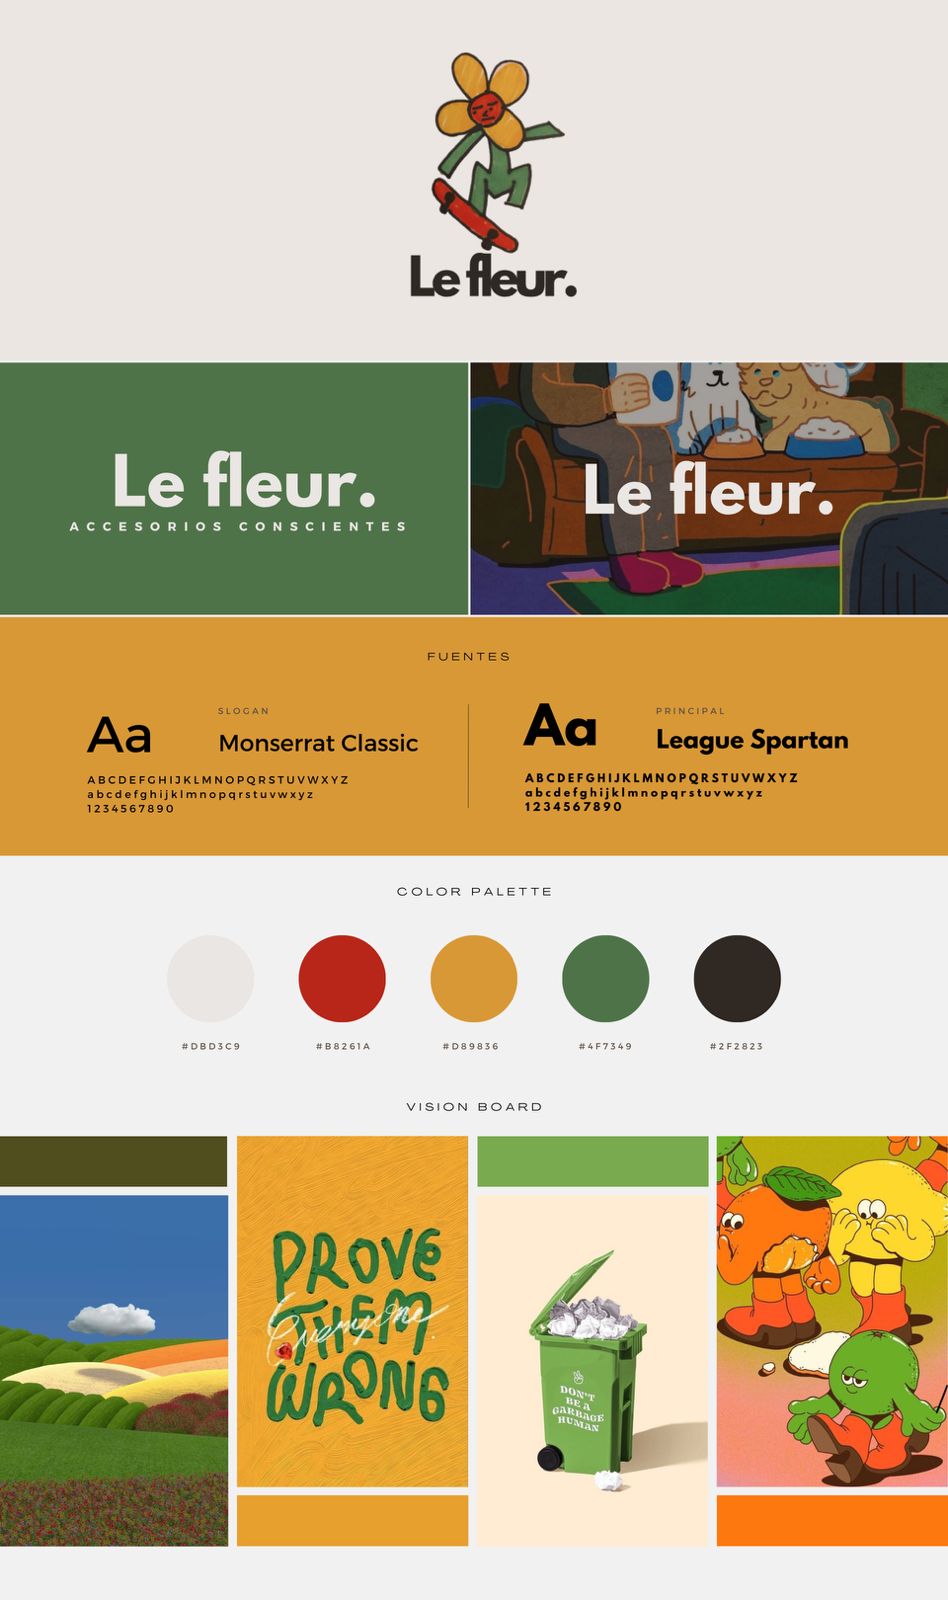 Le fleur.
Le fleur.
ACCESORIOS CONSCIENTES
Le fleur.
FUENTES
Aa
SLOGAN
Monserrat Classic
ABCDEFGHIJKLMNOPQRSTUVWXYZ
abcdefghijklmnopqrstuvwxyz
1234567890
Aa
PRINCIPAL
League Spartan
ABCDEFGHIJKLMNOPQRSTUVWXYZ
abcdefghijklmnopqrstuvwxyz
1234567890
COLOR PALETTE
#DBD3C9
#B8261A
#D89836
#4F7349
#2F2823
VISION BOARD
PROVE
THEM
Everyone.
WRONG
DON'T
BE A
GARBAGE
HUMAN